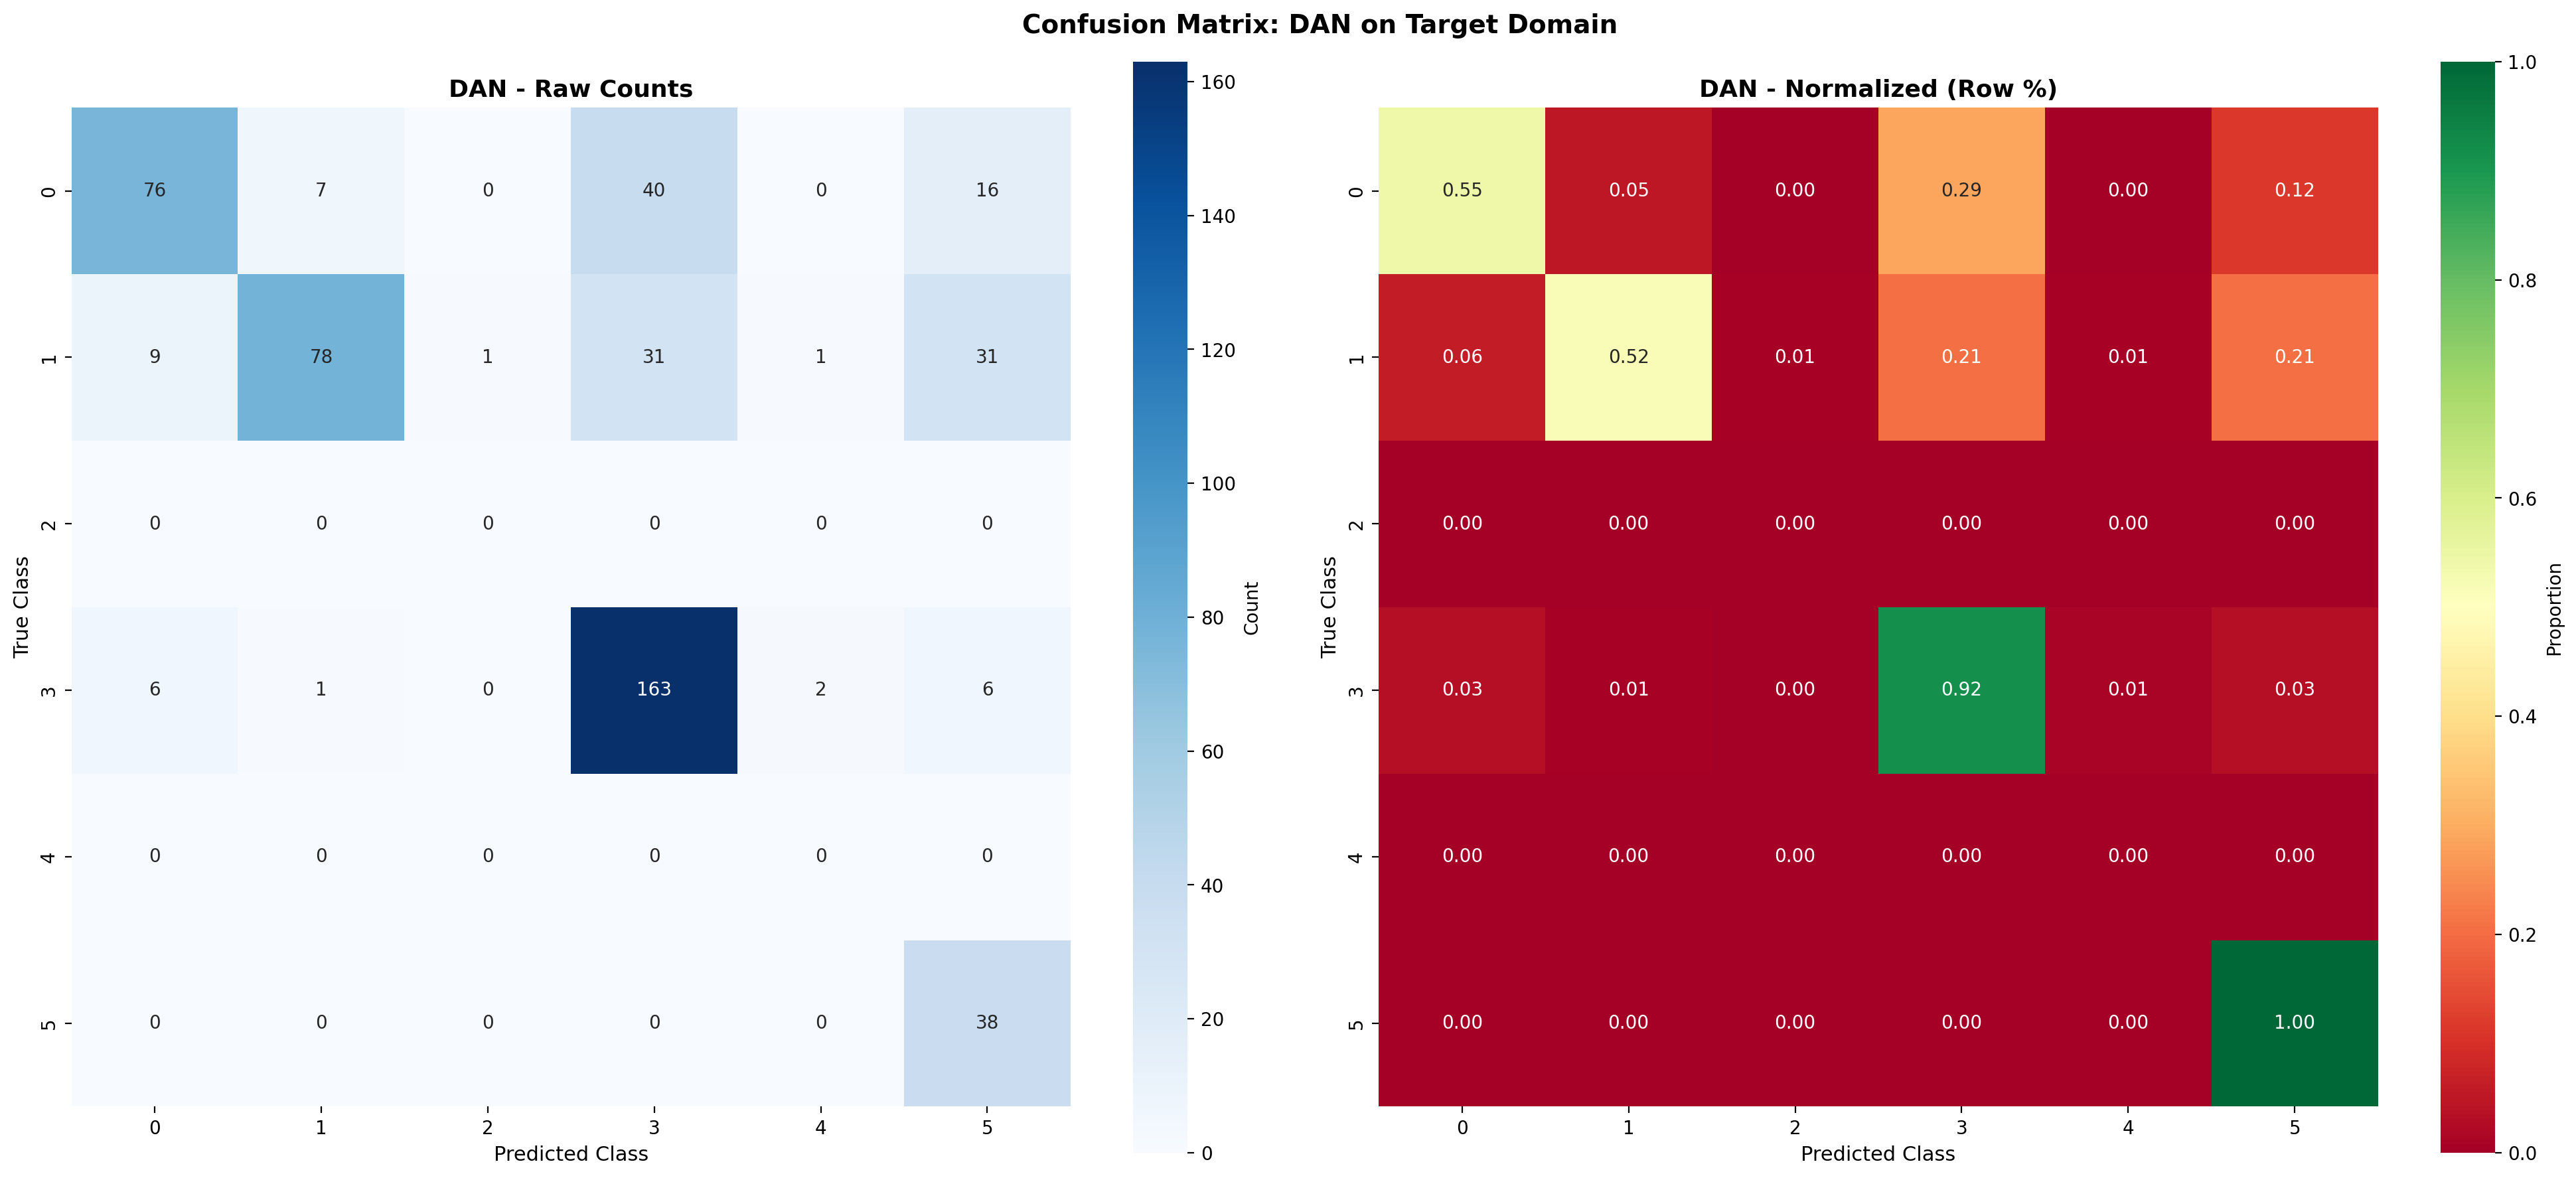 Confusion Matrix: DAN on Target Domain
DAN - Raw Counts
0 76 7 0 40 0 16
1 9 78 1 31 1 31
2 0 0 0 0 0 0
3 6 1 0 163 2 6
4 0 0 0 0 0 0
5 0 0 0 0 0 38
0 1 2 3 4 5
True Class
Predicted Class
160
140
120
100
80
60
40
20
0
Count
DAN - Normalized (Row %)
0 0.55 0.05 0.00 0.29 0.00 0.12
1 0.06 0.52 0.01 0.21 0.01 0.21
2 0.00 0.00 0.00 0.00 0.00 0.00
3 0.03 0.01 0.00 0.92 0.01 0.03
4 0.00 0.00 0.00 0.00 0.00 0.00
5 0.00 0.00 0.00 0.00 0.00 1.00
0 1 2 3 4 5
True Class
Predicted Class
1.0
0.8
0.6
0.4
0.2
0.0
Proportion